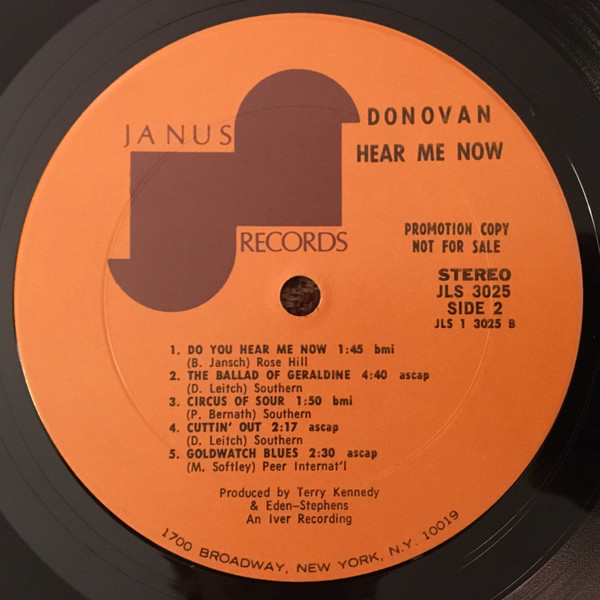 JANUS
RECORDS
DONOVAN
HEAR ME NOW
PROMOTION COPY
NOT FOR SALE
STEREO
JLS 3025
SIDE 2
JLS 1 3025 B
1. DO YOU HEAR ME NOW 1:45 bmi
(B. Jansch) Rose Hill
2. THE BALLAD OF GERALDINE 4:40 ascap
(D. Leitch) Southern
3. CIRCUS OF SOUR 1:50 bmi
(P. Bernath) Southern
4. CUTTIN' OUT 2:17 ascap
(D. Leitch) Southern
5. GOLDWATCH BLUES 2:30 ascap
(M. Softley) Peer Internat'l
Produced by Terry Kennedy
& Eden-Stephens
An Iver Recording
1700 BROADWAY, NEW YORK, N.Y. 10019